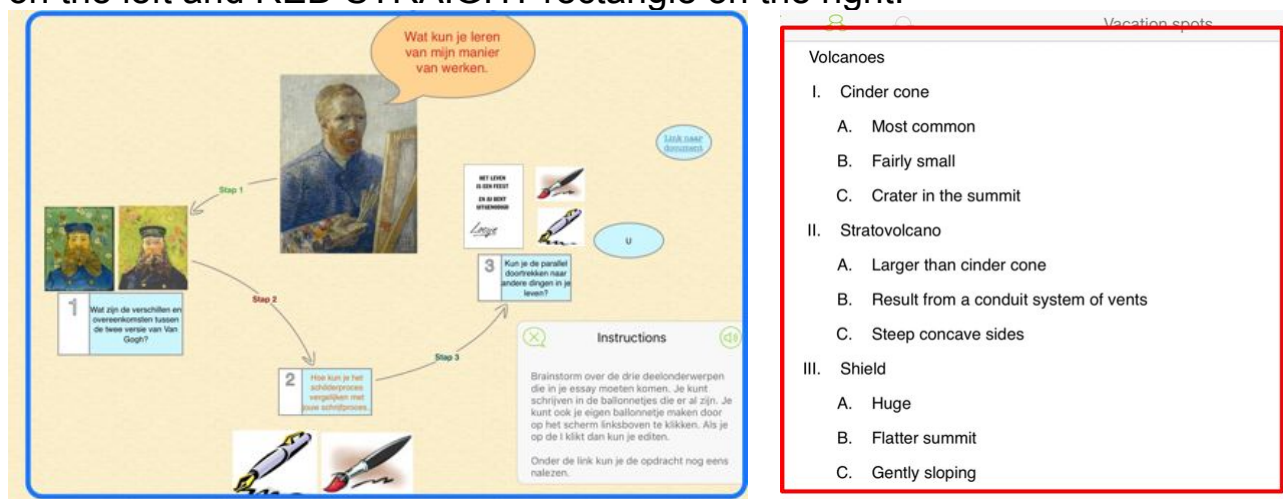 on the left and RED STRAIGHT rectangle on the right.
Wat kun je leren
van mijn manier
van werken.
Link naar
document
Stap 1
HET LEVEN
IS EEN FEEST
EN JIJ BENT
UITGENODIGD
Loesje
U
1
Wat zijn de verschillen en
overeenkomsten tussen
de twee versie van Van
Gogh?
Stap 2
3
Kun je de parallel
doortrekken naar
andere dingen in je
leven?
Stap 3
2
Hoe kun je het
schilderproces
vergelijken met
jouw schrijfproces.
Instructions
Brainstorm over de drie deelonderwerpen
die in je essay moeten komen. Je kunt
schrijven in de ballonnetjes die er al zijn. Je
kunt ook je eigen ballonnetje maken door
op het scherm linksboven te klikken. Als je
op de I klikt dan kun je editen.
Onder de link kun je de opdracht nog eens
nalezen.
Vacation spots
Volcanoes
I. Cinder cone
A. Most common
B. Fairly small
C. Crater in the summit
II. Stratovolcano
A. Larger than cinder cone
B. Result from a conduit system of vents
C. Steep concave sides
III. Shield
A. Huge
B. Flatter summit
C. Gently sloping